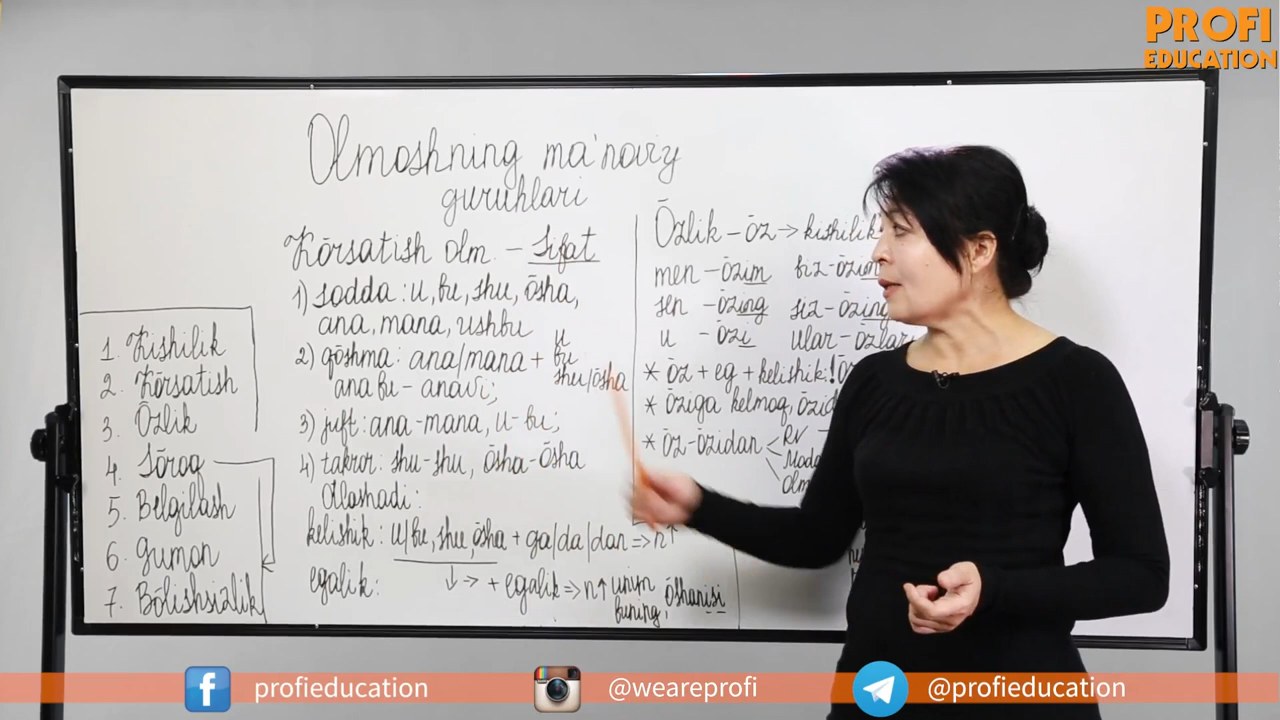 PROFI
EDUCATION
Olmoshning ma'naviy
guruhlari
1. Kishilik
2. Kōrsatish
3. Ōzlik
4. Sōroq
5. Belgilash
6. Gumon
7. Bōlishsizlik
Kōrsatish olm. – Sifat
1) sodda: u, bu, shu, ōsha,
ana, mana, ushbu
2) qōshma: ana/mana + u
bu
shu/ōsha
ana bu – anavi;
3) juft: ana-mana, u-bu;
4) takror: shu-shu, ōsha-ōsha
Otlashadi:
kelishik: u/bu, shu, ōsha + ga/da/dan => n↑
egalik: ↓ -> + egalik => n↑ uning
buning, ōshanisi
Ōzlik – ōz → kishilik
men – ōzim biz – ōzim
sen – ōzing siz – ōzing
u – ōzi ular – ōzlari
* ōz + eg + kelishik!
* ōziga kelmoq,
* ōz-ōzidan < Rv
profieducation
@weareprofi
@profieducation